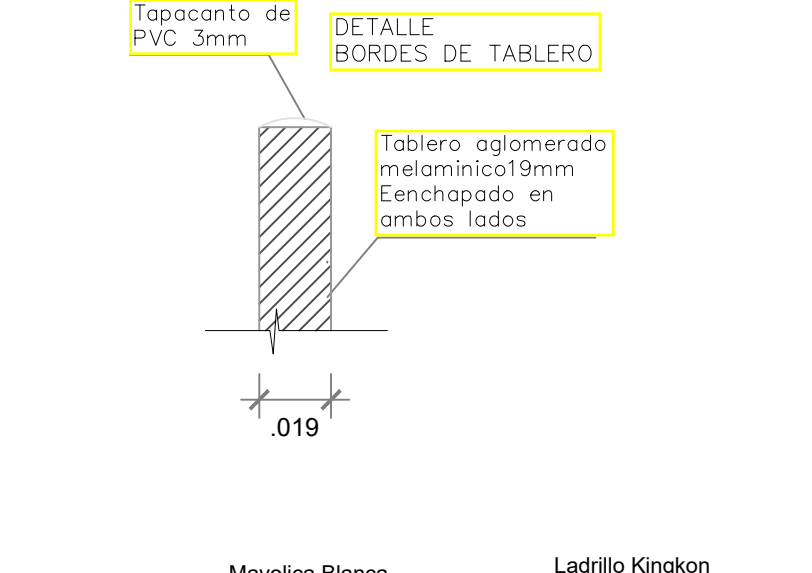 Tapacanto de
PVC 3mm
DETALLE
BORDES DE TABLERO
Tablero aglomerado
melaminico19mm
Eenchapado en
ambos lados
.019
Mayolica Blanca
Ladrillo Kingkon